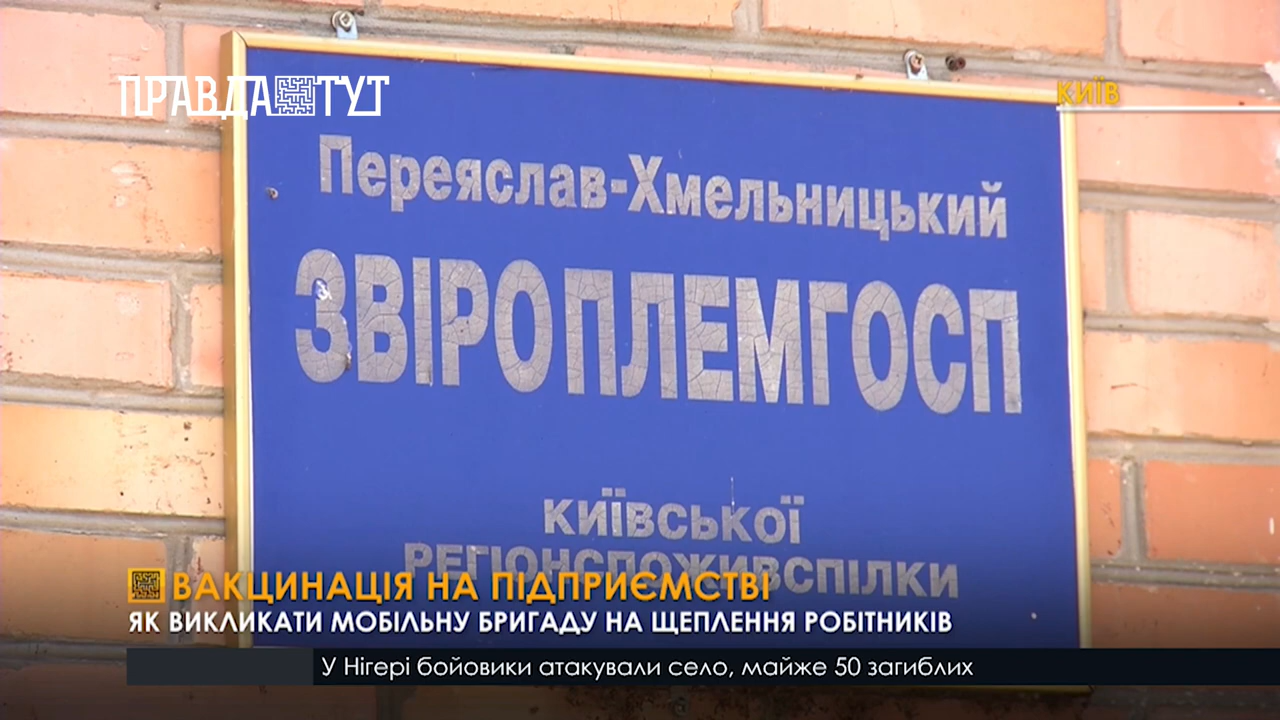 ПРАВДА ТУТ
КИЇВ
Переяслав-Хмельницький
ЗВІРОПЛЕМГОСП
КИЇВСЬКОЇ
РЕГІОНСПОЖИВСПІЛКИ
ВАКЦИНАЦІЯ НА ПІДПРИЄМСТВІ
ЯК ВИКЛИКАТИ МОБІЛЬНУ БРИГАДУ НА ЩЕПЛЕННЯ РОБІТНИКІВ
У Нігері бойовики атакували село, майже 50 загиблих